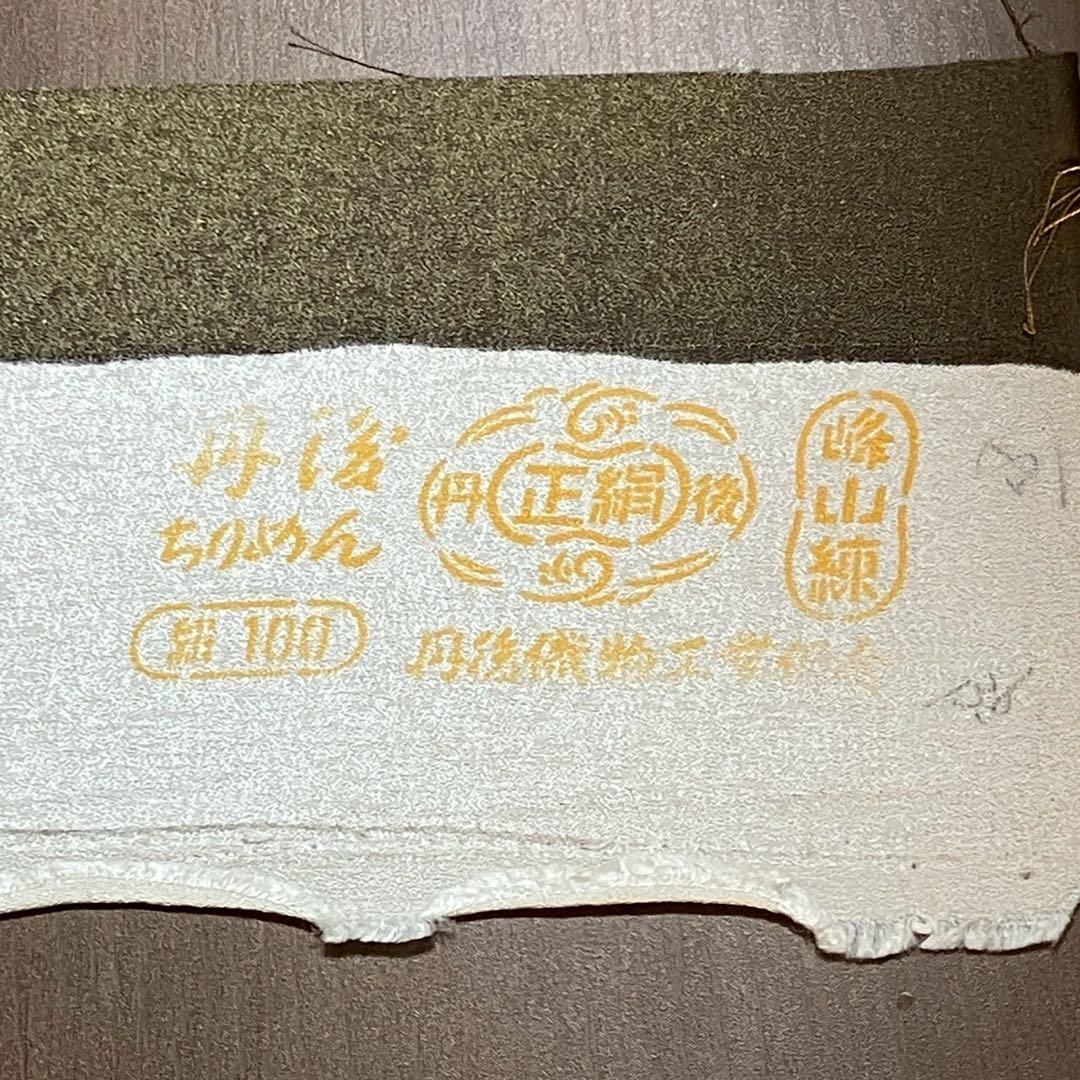 丹後
ちりめん
絹 100
丹 正絹 後
峰山練
丹後織物工業組合